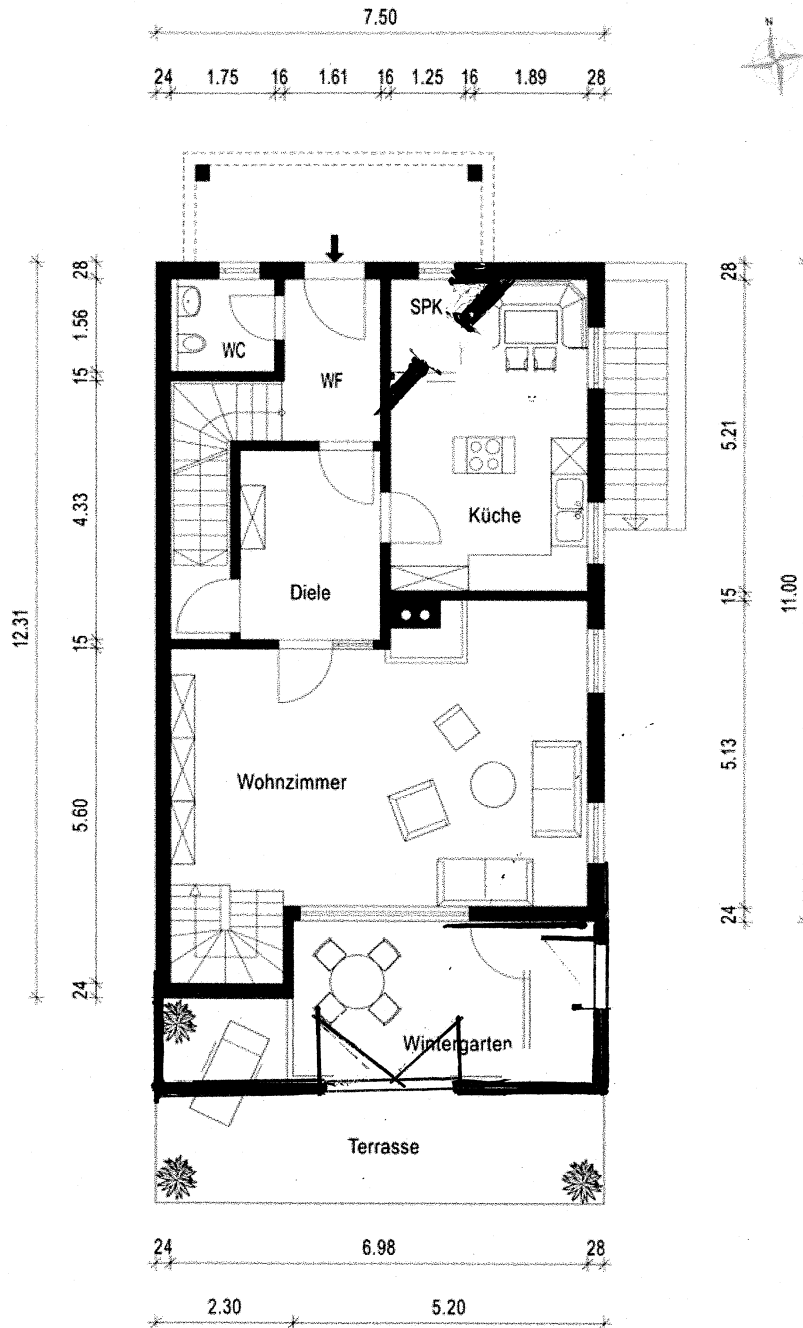 7.50
N
24 1.75 16 1.61 16 1.25 16 1.89 28
28
28
1.56
SPK
WC
WF
15
5.21
4.33
Küche
Diele
15
11.00
12.31
15
Wohnzimmer
5.13
5.60
24
24
Wintergarten
Terrasse
24 6.98 28
2.30 5.20